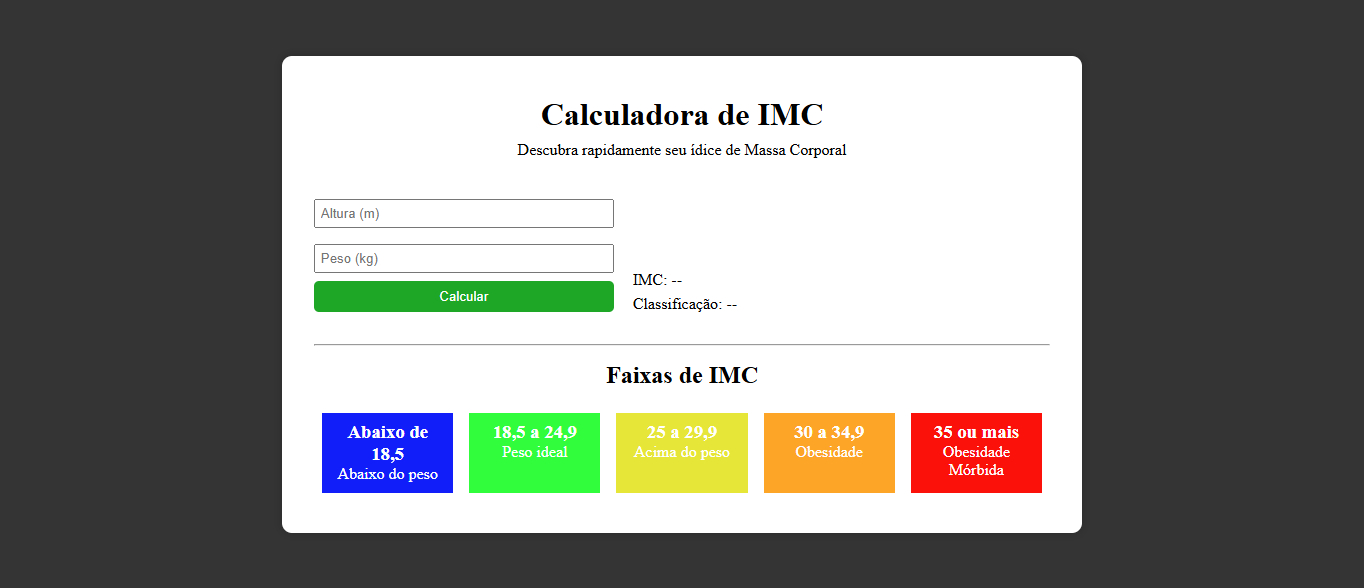 Calculadora de IMC
Descubra rapidamente seu ídice de Massa Corporal
Altura (m)
Peso (kg)
Calcular
IMC: --
Classificação: --
Faixas de IMC
Abaixo de
18,5
Abaixo do peso
18,5 a 24,9
Peso ideal
25 a 29,9
Acima do peso
30 a 34,9
Obesidade
35 ou mais
Obesidade
Mórbida